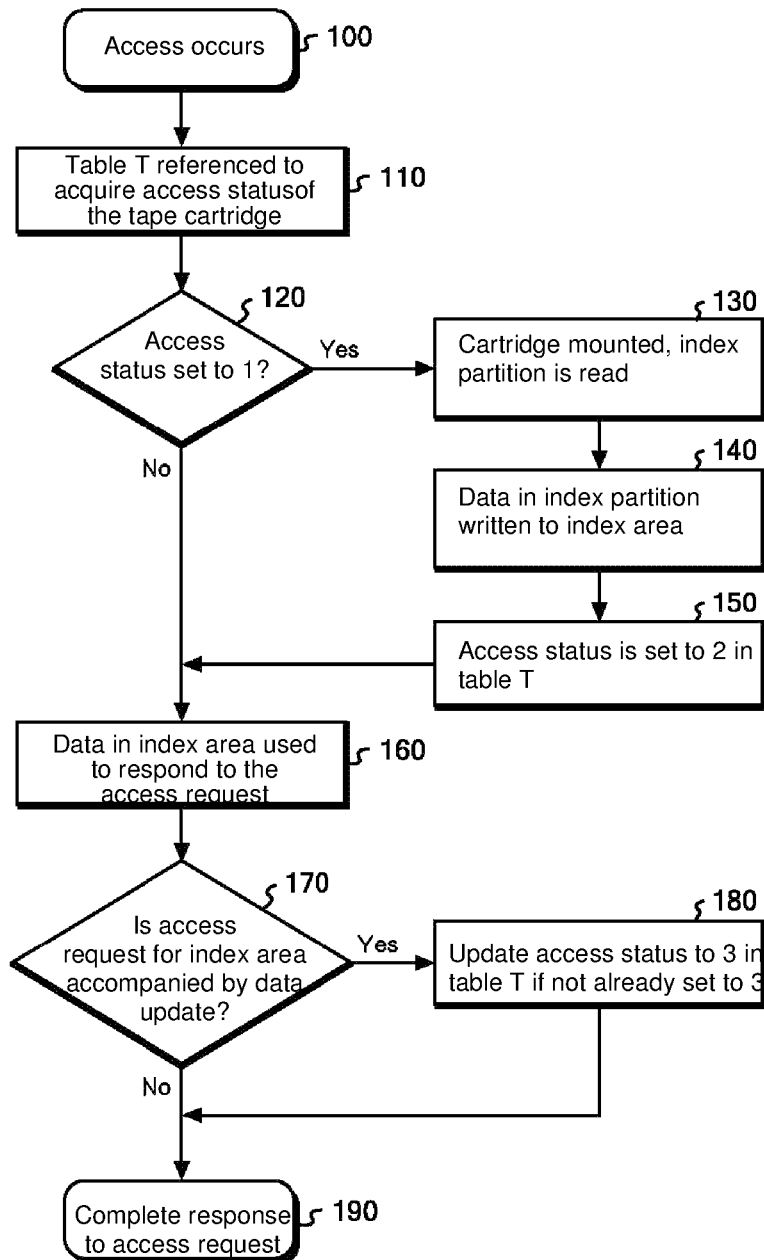 Access occurs
100
Table T referenced to
acquire access statusof
the tape cartridge
110
120
Access
status set to 1?
Yes
No
130
Cartridge mounted, index
partition is read
140
Data in index partition
written to index area
150
Access status is set to 2 in
table T
Data in index area used
to respond to the
access request
160
170
Is access
request for index area
accompanied by data
update?
Yes
No
180
Update access status to 3 in
table T if not already set to 3
Complete response
to access request
190